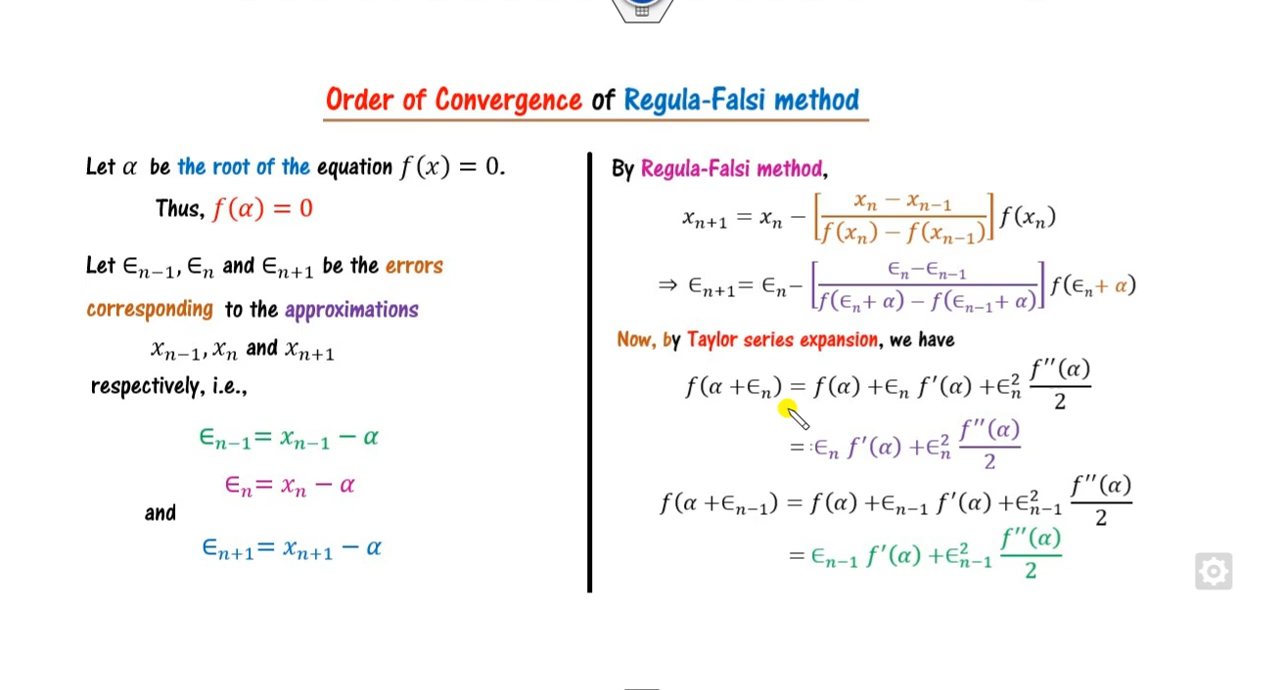 Order of Convergence of Regula-Falsi method
Let α be the root of the equation f(x) = 0.
Thus, f(α) = 0
Let ∈ₙ₋₁, ∈ₙ and ∈ₙ₊₁ be the errors
corresponding to the approximations
xₙ₋₁, xₙ and xₙ₊₁
respectively, i.e.,
∈ₙ₋₁= xₙ₋₁ − α
∈ₙ= xₙ − α
and
∈ₙ₊₁= xₙ₊₁ − α
By Regula-Falsi method,
xₙ₊₁ = xₙ − [(xₙ − xₙ₋₁)/(f(xₙ) − f(xₙ₋₁))] f(xₙ)
⇒ ∈ₙ₊₁= ∈ₙ− [(∈ₙ−∈ₙ₋₁)/(f(∈ₙ+ α) − f(∈ₙ₋₁+ α))] f(∈ₙ+ α)
Now, by Taylor series expansion, we have
f(α +∈ₙ) = f(α) +∈ₙ f′(α) +∈ₙ² f′′(α)/2
= ∈ₙ f′(α) +∈ₙ² f′′(α)/2
f(α +∈ₙ₋₁) = f(α) +∈ₙ₋₁ f′(α) +∈²ₙ₋₁ f′′(α)/2
= ∈ₙ₋₁ f′(α) +∈²ₙ₋₁ f′′(α)/2